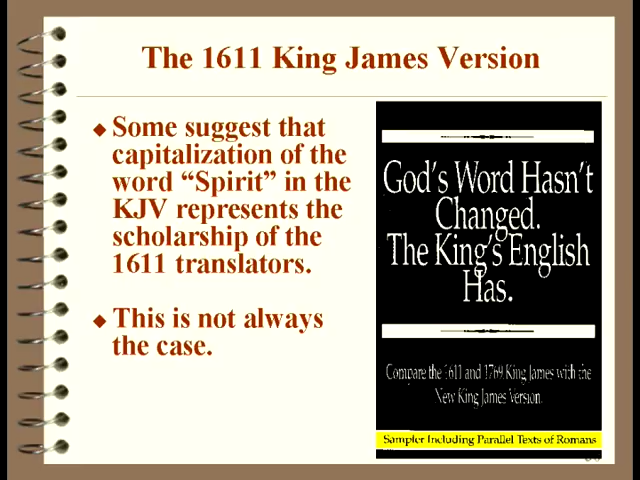 The 1611 King James Version
Some suggest that
capitalization of the
word “Spirit” in the
KJV represents the
scholarship of the
1611 translators.
This is not always
the case.
God's Word Hasn't
Changed.
The King's English
Has.
Compare the 1611 and 1769 King James with the
New King James Version.
Sampler Including Parallel Texts of Romans